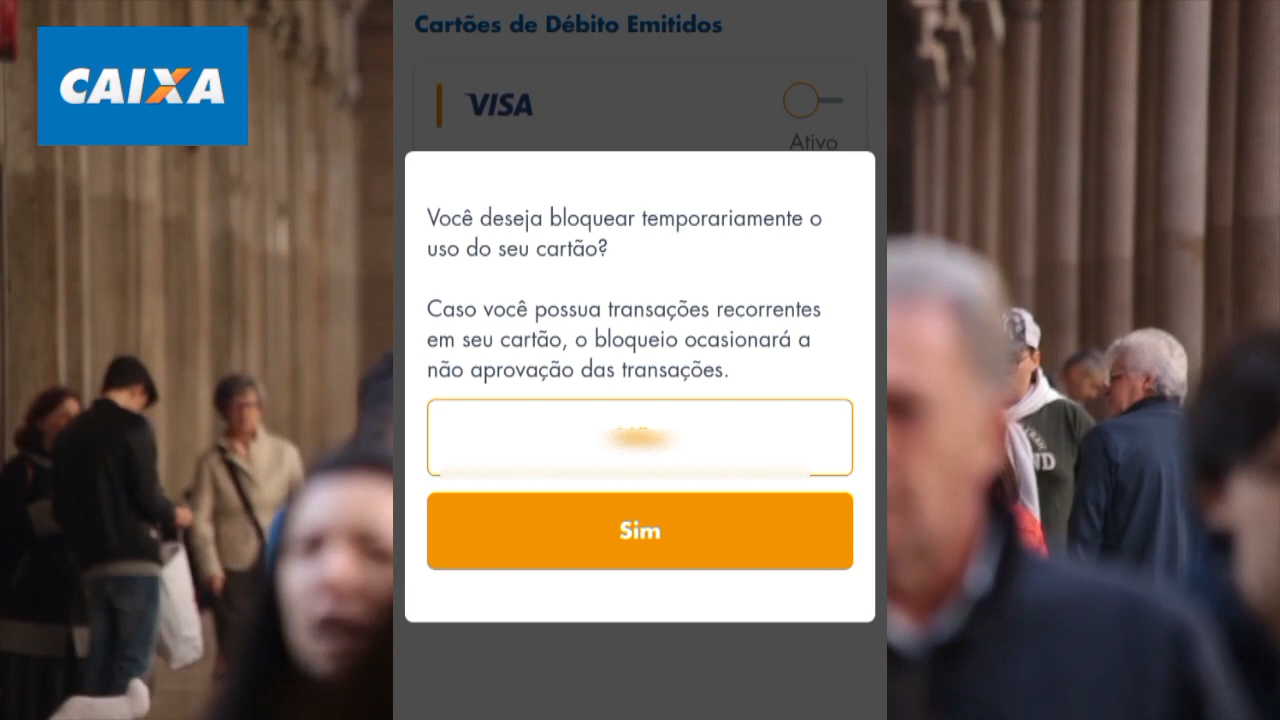 CAIXA
Cartões de Débito Emitidos
VISA
Ativo
Você deseja bloquear temporariamente o
uso do seu cartão?
Caso você possua transações recorrentes
em seu cartão, o bloqueio ocasionará a
não aprovação das transações.
Sim